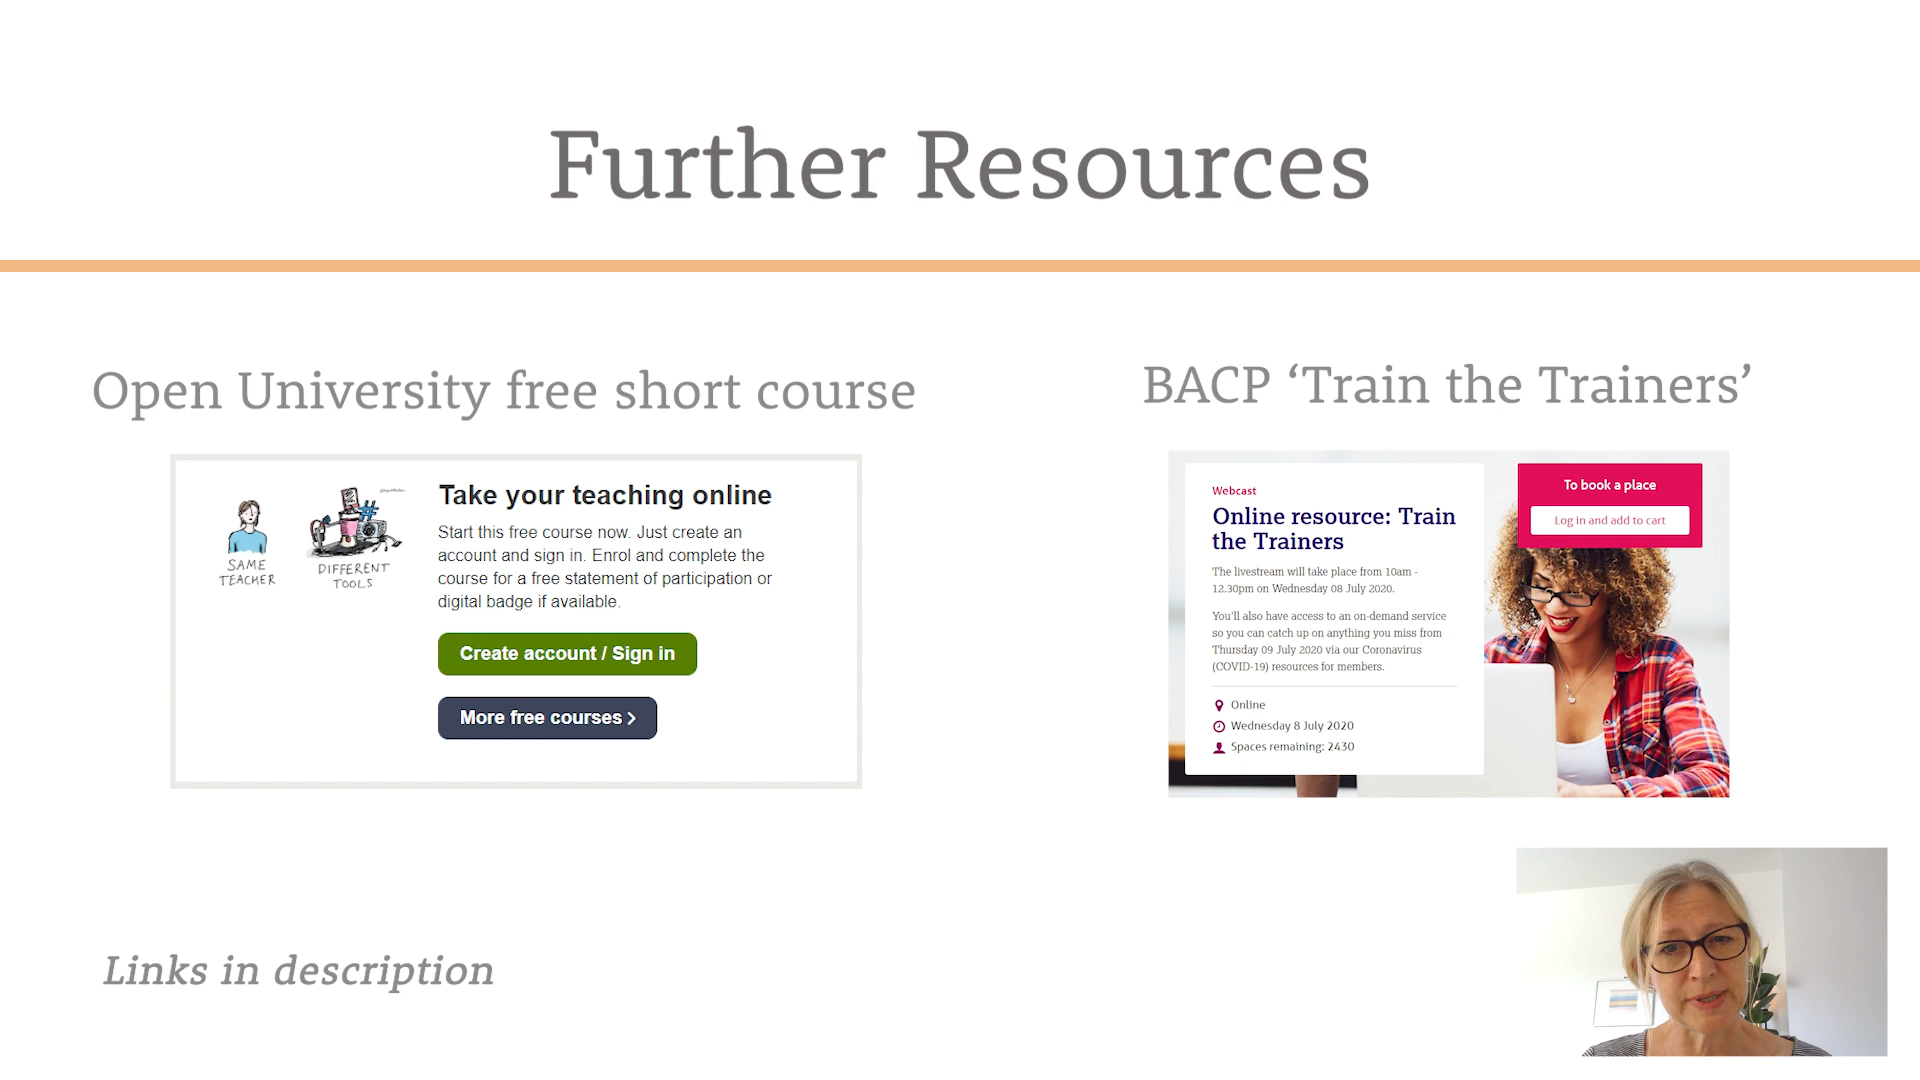 Further Resources
Open University free short course
SAME
TEACHER
DIFFERENT
TOOLS
Take your teaching online
Start this free course now. Just create an
account and sign in. Enrol and complete the
course for a free statement of participation or
digital badge if available.
Create account / Sign in
More free courses
BACP ‘Train the Trainers’
Webcast
Online resource: Train
the Trainers
The livestream will take place from 10am -
12.30pm on Wednesday 08 July 2020.
You'll also have access to an on-demand service
so you can catch up on anything you miss from
Thursday 09 July 2020 via our Coronavirus
(COVID-19) resources for members.
Online
Wednesday 8 July 2020
Spaces remaining: 2430
To book a place
Log in and add to cart
Links in description